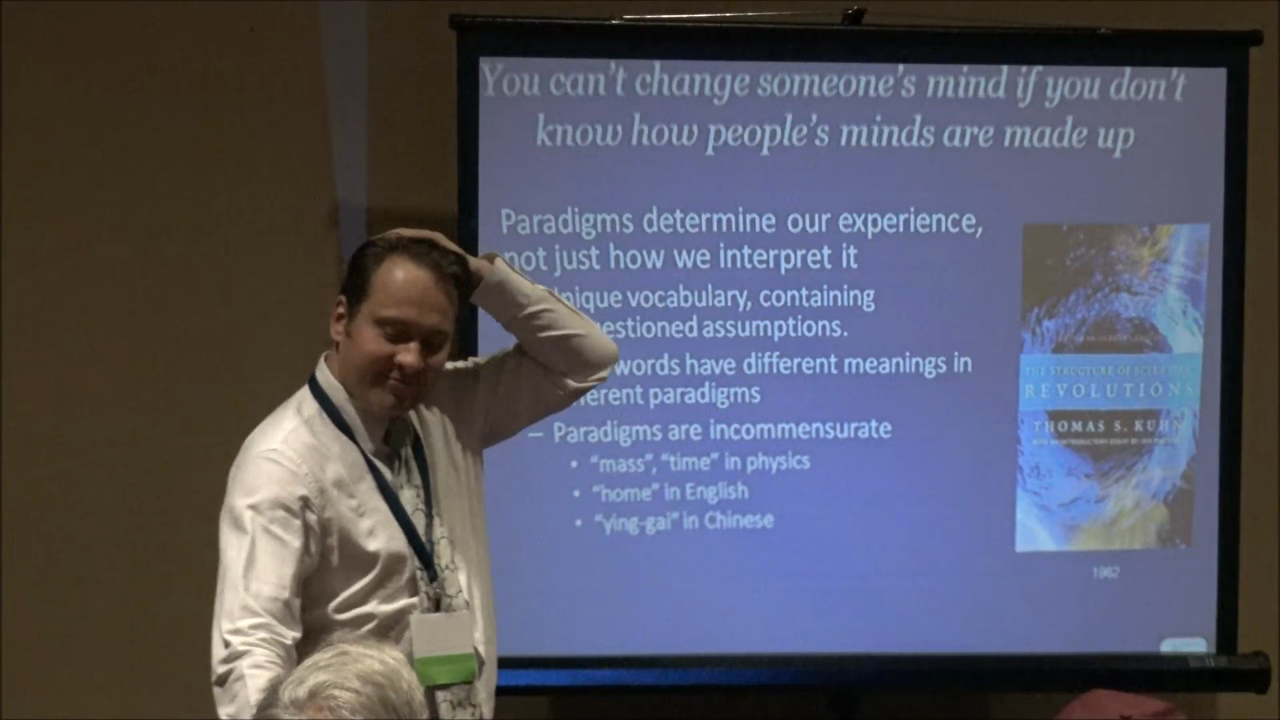 You can't change someone's mind if you don't
know how people's minds are made up
Paradigms determine our experience,
not just how we interpret it
vocabulary, containing
assumptions.
words have different meanings in
paradigms
– Paradigms are incommensurate
• "mass", "time" in physics
• "home" in English
• "ying-gai" in Chinese
THE STRUCTURE OF
REVOLUTIONS
THOMAS S. KUHN
1962